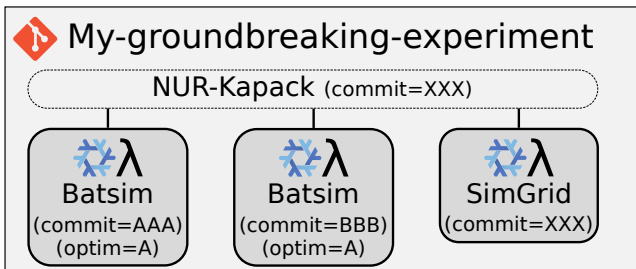 My-groundbreaking-experiment
NUR-Kapack (commit=XXX)
λ λ λ
Batsim Batsim SimGrid
(commit=AAA) (commit=BBB) (commit=XXX)
(optim=A) (optim=A)